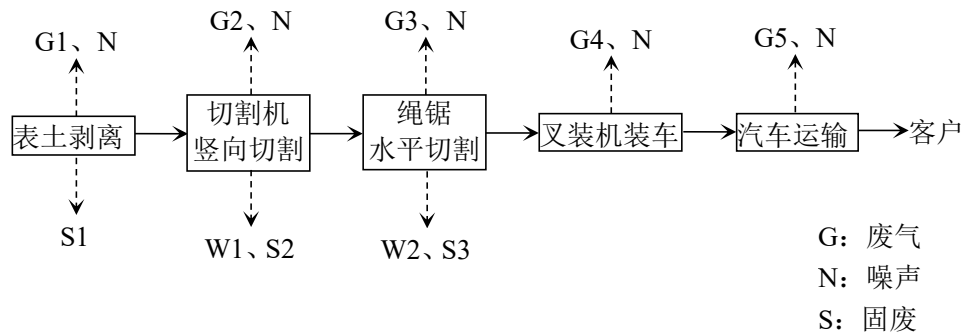 G1、N
G2、N
G3、N
G4、N
G5、N
表土剥离
切割机
竖向切割
绳锯
水平切割
叉装机装车
汽车运输
客户
S1
W1、S2
W2、S3
G：废气
N：噪声
S：固废